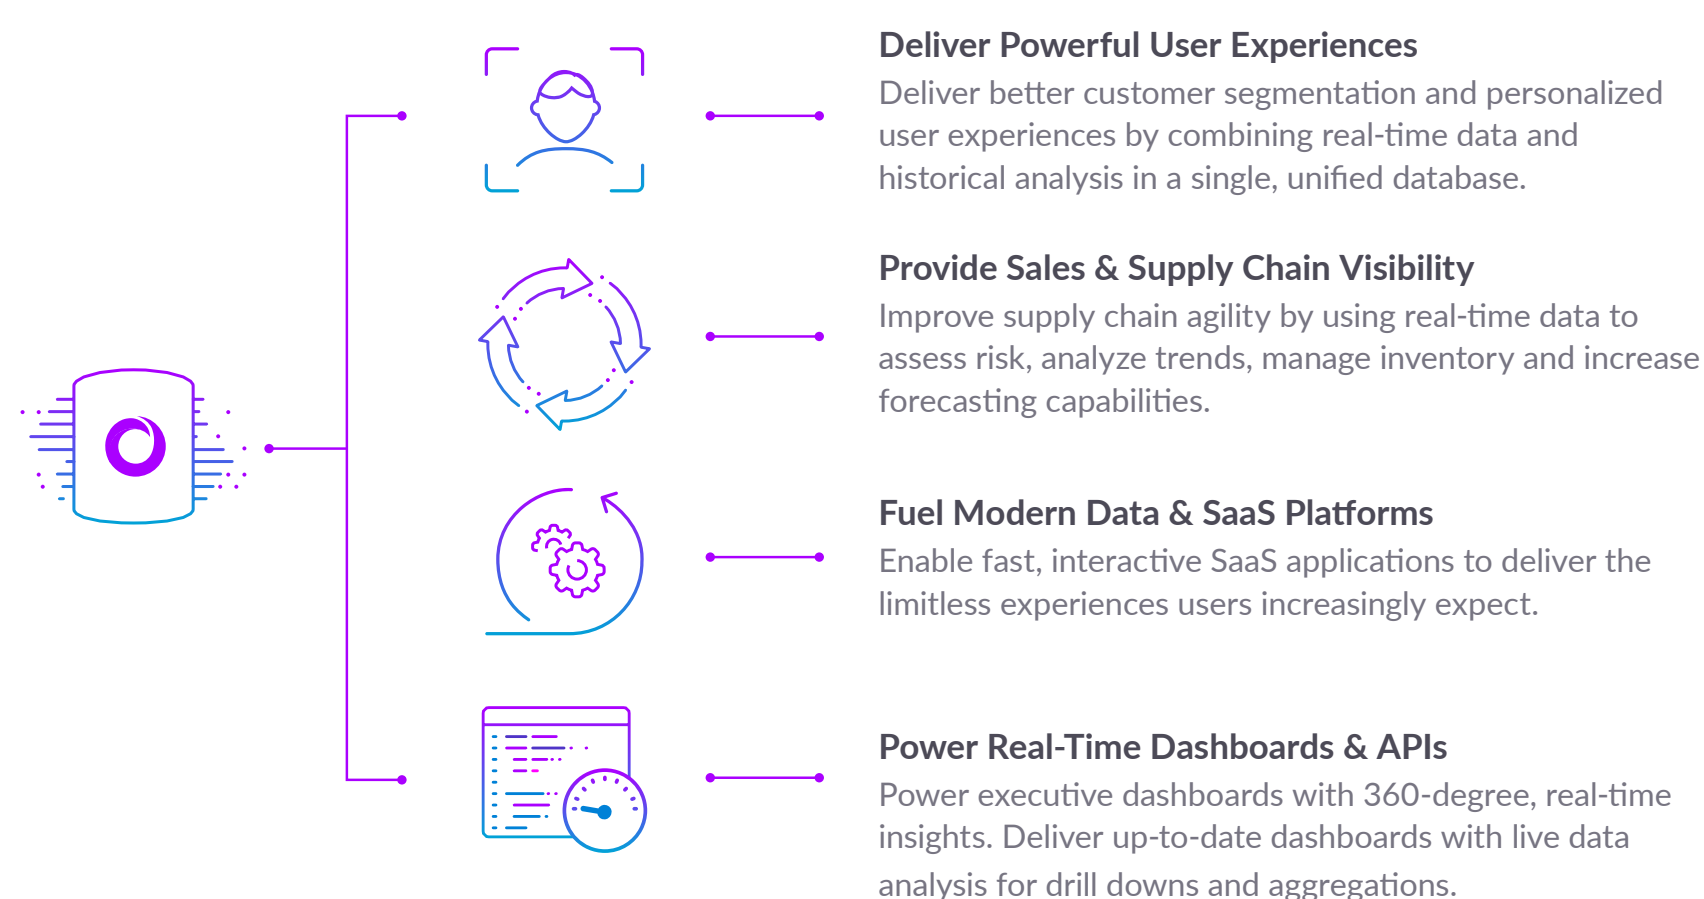 Deliver Powerful User Experiences
Deliver better customer segmentation and personalized
user experiences by combining real-time data and
historical analysis in a single, unified database.
Provide Sales & Supply Chain Visibility
Improve supply chain agility by using real-time data to
assess risk, analyze trends, manage inventory and increase
forecasting capabilities.
Fuel Modern Data & SaaS Platforms
Enable fast, interactive SaaS applications to deliver the
limitless experiences users increasingly expect.
Power Real-Time Dashboards & APIs
Power executive dashboards with 360-degree, real-time
insights. Deliver up-to-date dashboards with live data
analysis for drill downs and aggregations.